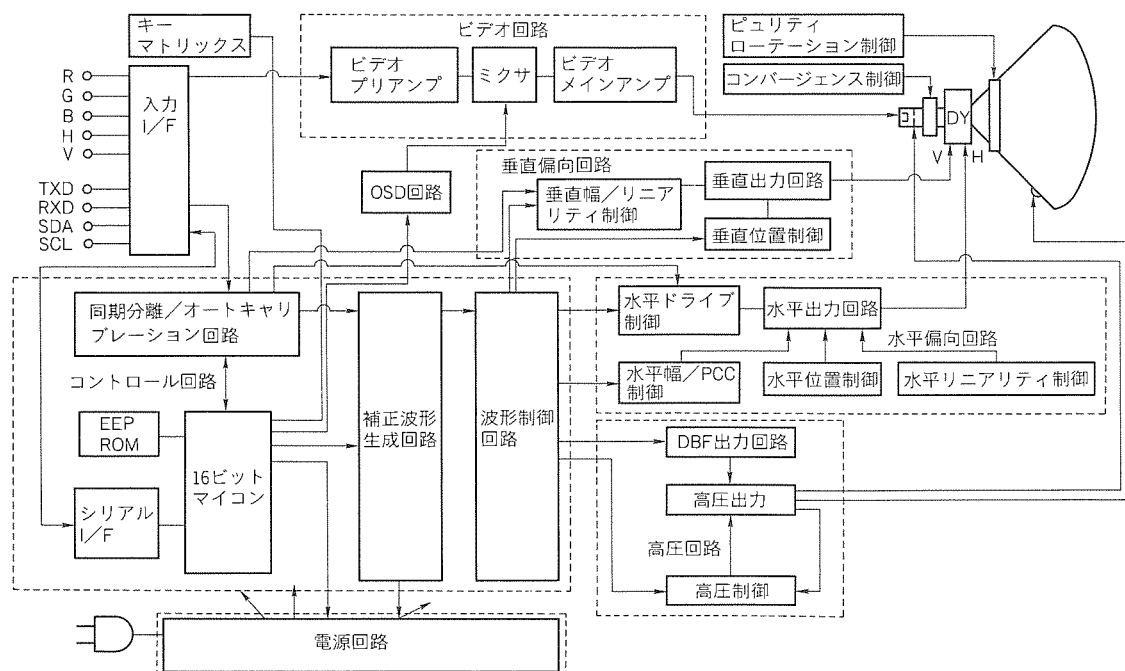 キー
マトリックス
ビデオ回路
ビデオ
プリアンプ
ミクサ
ビデオ
メインアンプ
ピュリティ
ローテーション制御
コンバージェンス制御
DY
V
H
R
G
B
H
V
TXD
RXD
SDA
SCL
入力
I/F
OSD回路
垂直偏向回路
垂直幅/リニア
リティ制御
垂直出力回路
垂直位置制御
同期分離/オートキャリ
ブレーション回路
コントロール回路
EEP
ROM
16ビット
マイコン
シリアル
I/F
補正波形
生成回路
波形制御
回路
水平ドライブ
制御
水平出力回路
水平偏向回路
水平幅/PCC
制御
水平位置制御
水平リニアリティ制御
DBF出力回路
高圧出力
高圧回路
高圧制御
電源回路